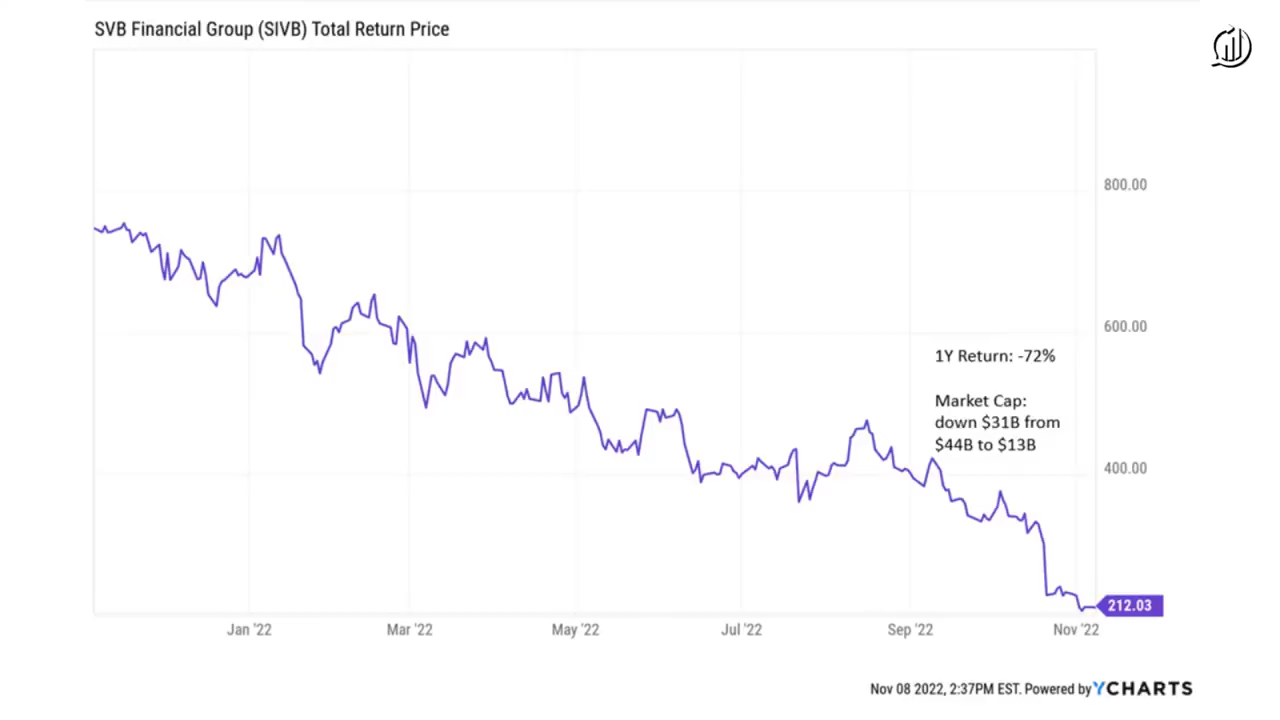 SVB Financial Group (SIVB) Total Return Price
800.00
600.00
1Y Return: -72%
Market Cap:
down $31B from
$44B to $13B
400.00
212.03
Jan '22
Mar '22
May '22
Jul '22
Sep '22
Nov '22
Nov 08 2022, 2:37PM EST. Powered by YCHARTS